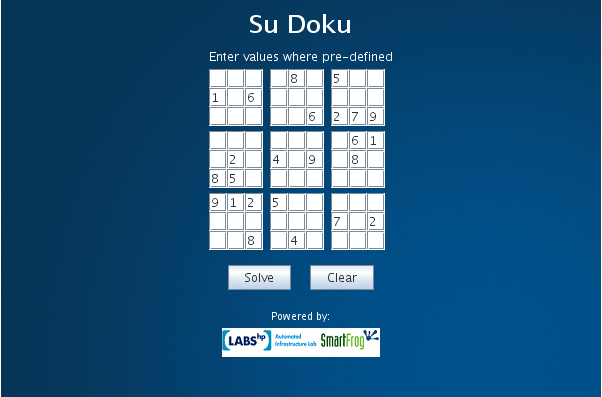 Su Doku
Enter values where pre-defined
8 5
1 6
6 2 7 9
6 1
2 4 9 8
8 5
9 1 2 5
7 2
8 4
Solve Clear
Powered by:
LABS hp Automated Infrastructure Lab SmartFrog